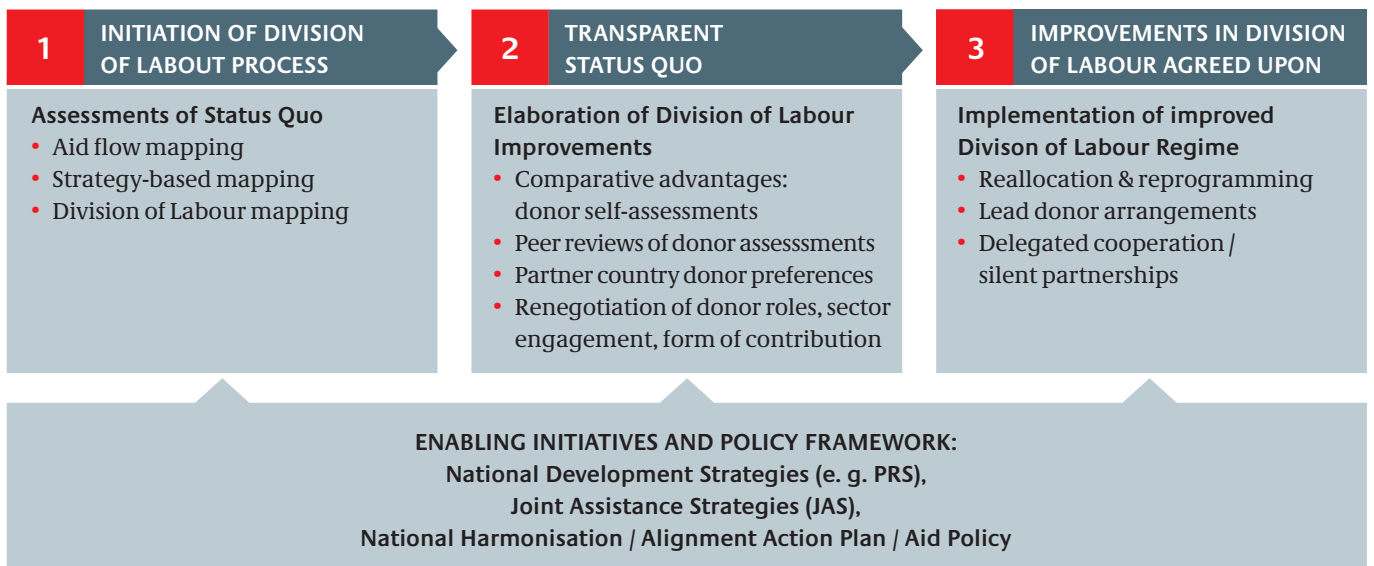 1
INITIATION OF DIVISION
OF LABOUT PROCESS
Assessments of Status Quo
• Aid flow mapping
• Strategy-based mapping
• Division of Labour mapping
2
TRANSPARENT
STATUS QUO
Elaboration of Division of Labour
Improvements
• Comparative advantages:
donor self-assessments
• Peer reviews of donor assesssments
• Partner country donor preferences
• Renegotiation of donor roles, sector
engagement, form of contribution
3
IMPROVEMENTS IN DIVISION
OF LABOUR AGREED UPON
Implementation of improved
Divison of Labour Regime
• Reallocation & reprogramming
• Lead donor arrangements
• Delegated cooperation /
silent partnerships
ENABLING INITIATIVES AND POLICY FRAMEWORK:
National Development Strategies (e. g. PRS),
Joint Assistance Strategies (JAS),
National Harmonisation / Alignment Action Plan / Aid Policy